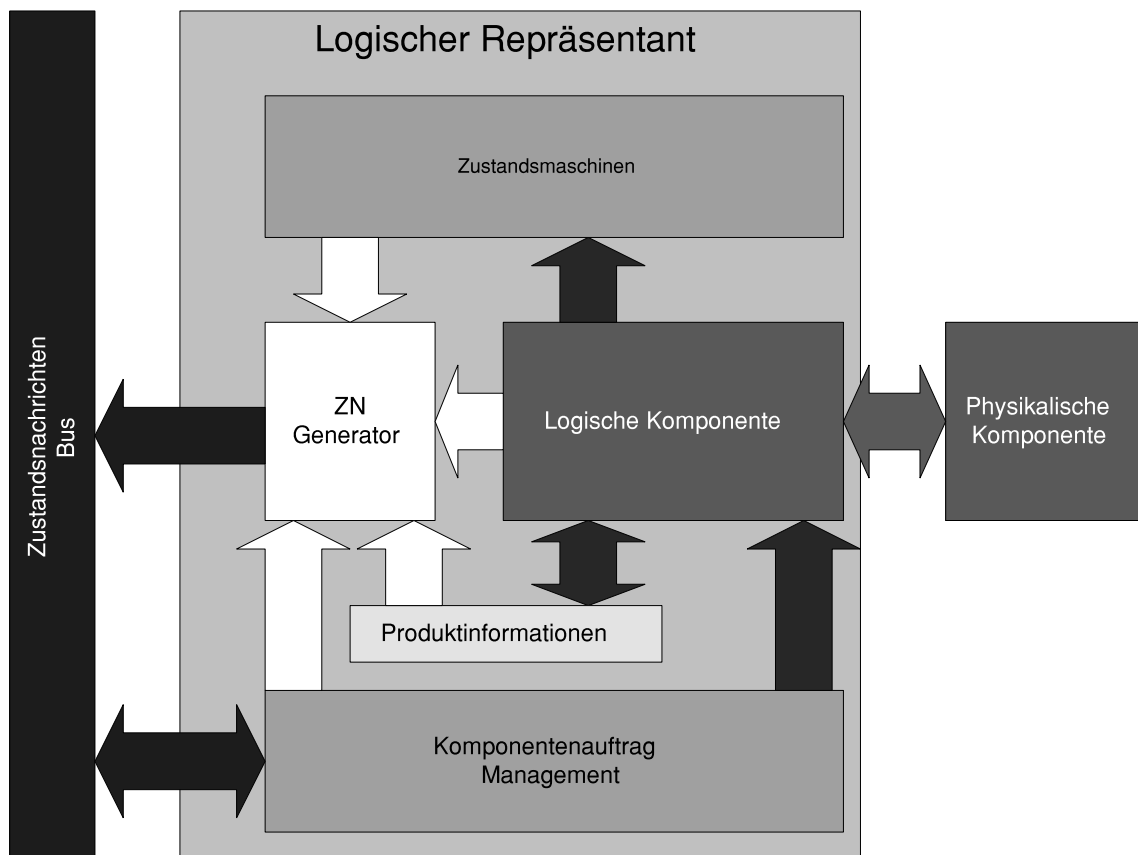 Logischer Repräsentant
Zustandsmaschinen
Zustandsnachrichten
Bus
ZN
Generator
Logische Komponente
Physikalische
Komponente
Produktinformationen
Komponentenauftrag
Management